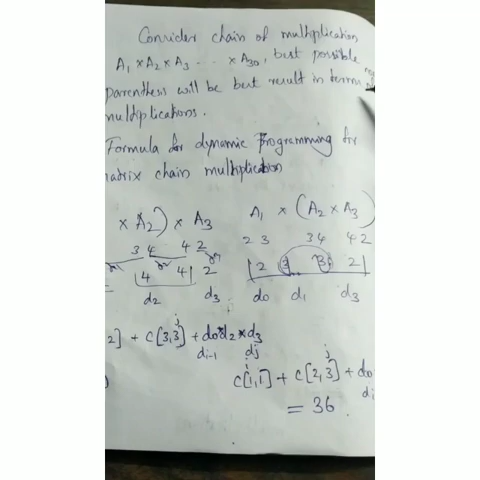 Consider chain of multiplication
A1 × A2 × A3 - - .. × A30, best possible
parenthesis will be best result in terms
multiplications.
Formula for dynamic Programming for
matrix chain multiplication
× A2) × A3
3 4 4 2
4 4 2
d2 d3
2] + C[3,3] + d0*d2*d3
j
di-1 dj
A1 × (A2 × A3)
2 3 3 4 4 2
2 3 3 2
d0 d1 d3
i j
C[1,1] + C[2,3] + d0
di
= 36